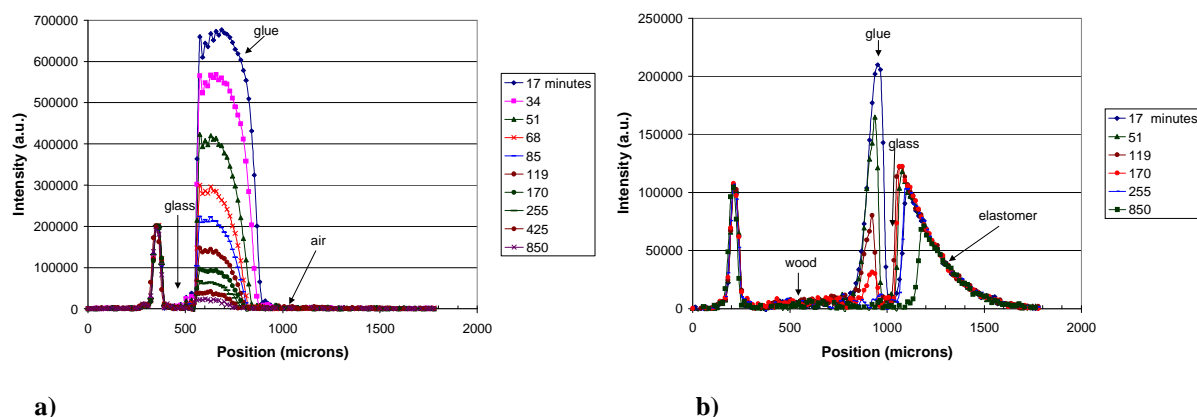 700000
600000
500000
400000
300000
200000
100000
0
0 500 1000 1500 2000
Intensity (a.u.)
Position (microns)
glue
glass
air
17 minutes
34
51
68
85
119
170
255
425
850
a)
250000
200000
150000
100000
50000
0
0 500 1000 1500 2000
Intensity (a.u.)
Position (microns)
glue
glass
elastomer
wood
17 minutes
51
119
170
255
850
b)